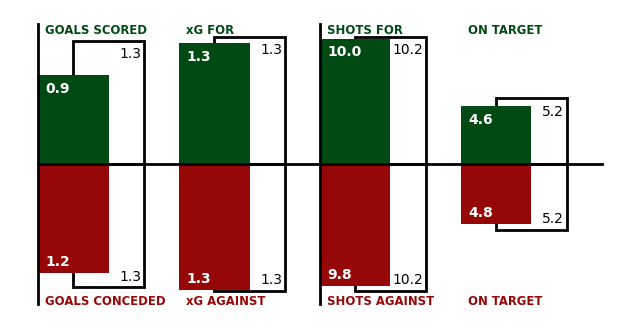 GOALS SCORED xG FOR SHOTS FOR ON TARGET
1.3 1.3 10.2
0.9 1.3 10.0
4.6 5.2
1.2 1.3 9.8 4.8 5.2
1.3 1.3 10.2
GOALS CONCEDED xG AGAINST SHOTS AGAINST ON TARGET